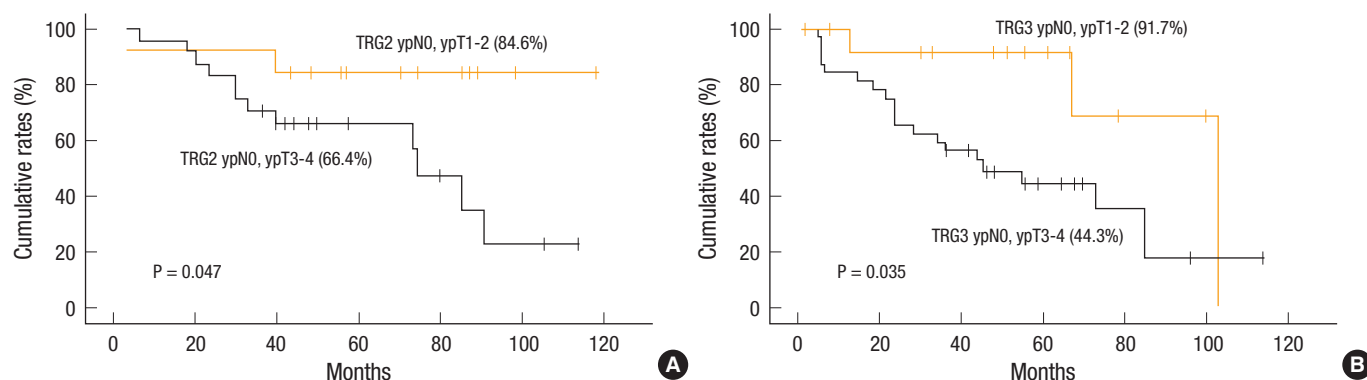 Cumulative rates (%)
100
80
60
40
20
0
TRG2 ypN0, ypT1-2 (84.6%)
TRG2 ypN0, ypT3-4 (66.4%)
P = 0.047
0 20 40 60 80 100 120
Months
A
Cumulative rates (%)
100
80
60
40
20
0
TRG3 ypN0, ypT1-2 (91.7%)
TRG3 ypN0, ypT3-4 (44.3%)
P = 0.035
0 20 40 60 80 100 120
Months
B